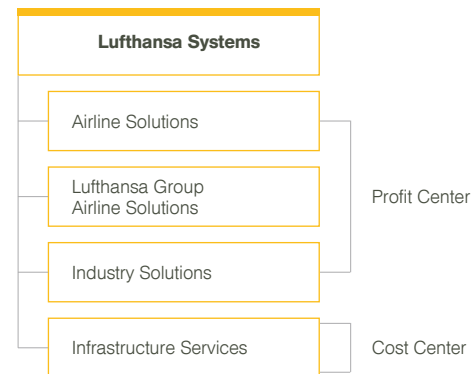 Lufthansa Systems
Airline Solutions
Lufthansa Group
Airline Solutions
Profit Center
Industry Solutions
Infrastructure Services
Cost Center